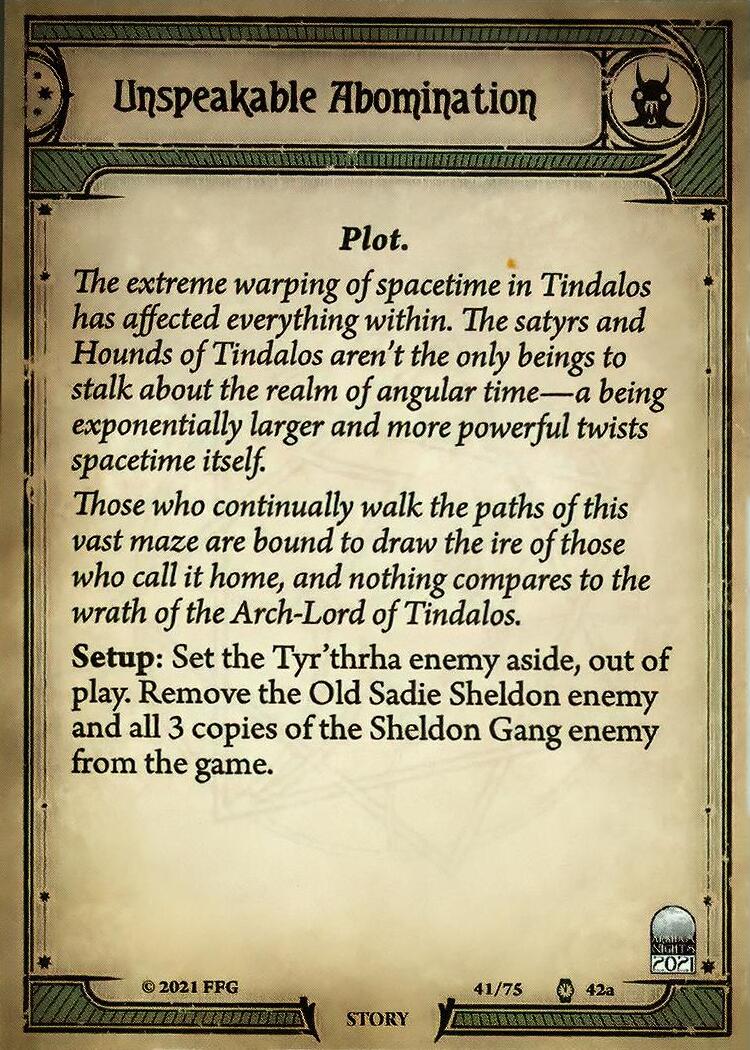 Unspeakable Abomination
Plot.
The extreme warping of spacetime in Tindalos
has affected everything within. The satyrs and
Hounds of Tindalos aren't the only beings to
stalk about the realm of angular time—a being
exponentially larger and more powerful twists
spacetime itself.
Those who continually walk the paths of this
vast maze are bound to draw the ire of those
who call it home, and nothing compares to the
wrath of the Arch-Lord of Tindalos.
Setup: Set the Tyr'thrha enemy aside, out of
play. Remove the Old Sadie Sheldon enemy
and all 3 copies of the Sheldon Gang enemy
from the game.
ARKHAM
NIGHTS
2021
© 2021 FFG
41/75
42a
STORY